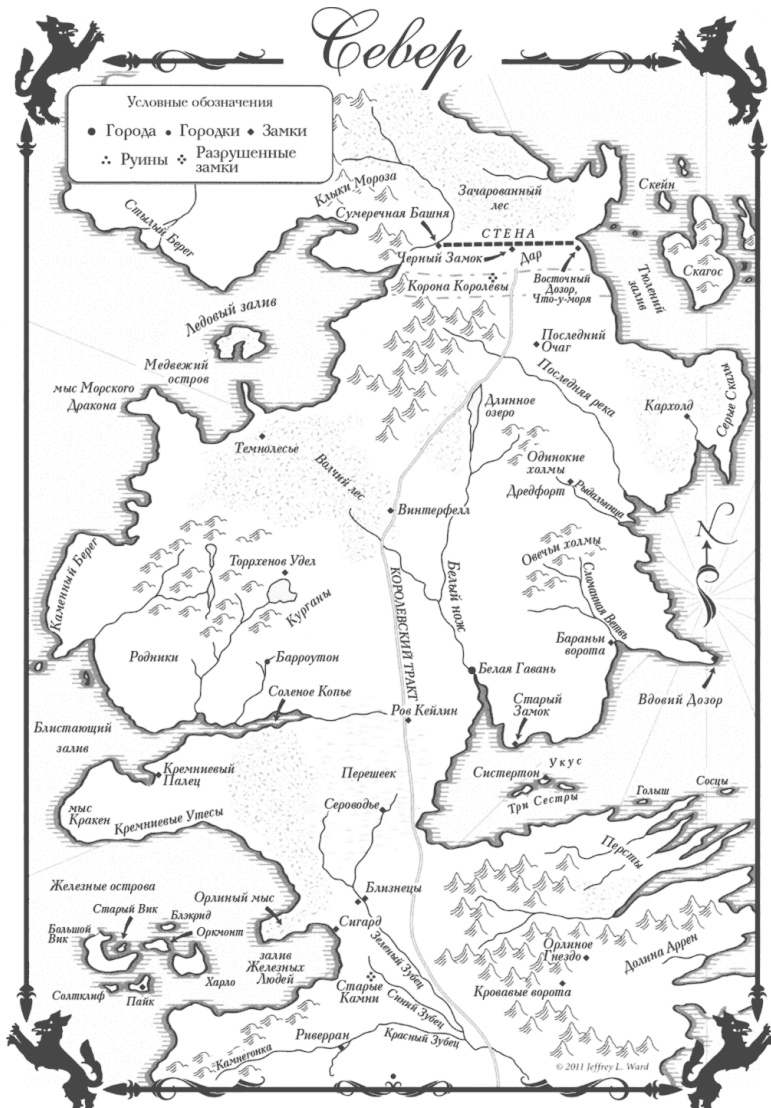 Север
Условные обозначения
Города Городки Замки
Руины Разрушенные
замки
Клыки Мороза
Зачарованный
лес
Скейн
Стылый Берег
Сумеречная Башня
СТЕНА
Черный Замок
Дар
Скагос
Корона Королевы
Восточный
Дозор,
Что-у-моря
Тюлений
залив
Ледовый залив
Последний
Очаг
Медвежий
остров
мыс Морского
Дракона
Последняя река
Серые Скалы
Длинное
озеро
Кархолд
Темнолесье
Волчий лес
Одинокие
холмы
Дредфорт
Рыдальница
Винтерфелл
N
Каменный Берег
Овечьи холмы
Торрхенов Удел
Белый нож
Сломанная Ветвь
КОРОЛЕВСКИЙ ТРАКТ
Курганы
Родники
Барроутон
Бараньи
ворота
Белая Гавань
Соленое Копье
Вдовий Дозор
Старый
Замок
Ров Кейлин
Блистающий
залив
Укус
Кремниевый
Палец
Перешеек
Систертон
Сосцы
Голыш
Три Сестры
мыс
Кракен
Сероводье
Кремниевые Утесы
Персты
Железные острова
Орлиный мыс
Близнецы
Старый Вик
Блэкрид
Большой
Вик
Оркмонт
Сигард
Зеленый Зубец
Орлиное
Гнездо
Долина Аррен
залив
Железных
Людей
Харло
Солтклиф
Пайк
Старые
Камни
Синий Зубец
Кровавые ворота
Риверран
Красный Зубец
Камнегонка
© 2011 Jeffrey L. Ward